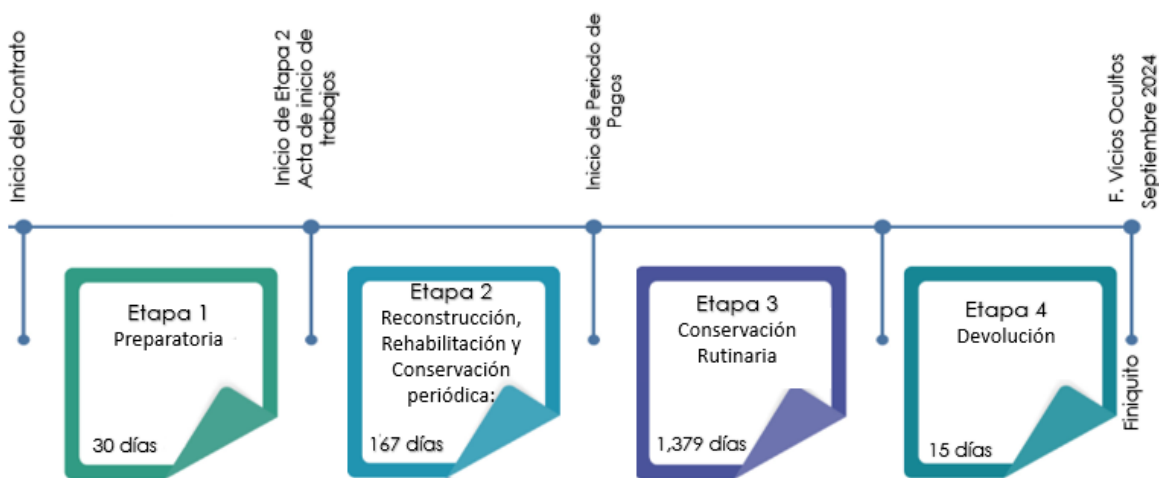 Inicio del Contrato
Inicio de Etapa 2
Acta de inicio de
trabajos
Inicio de Periodo de
Pagos
F. Vicios Ocultos
Septiembre 2024
Etapa 1
Preparatoria
30 días
Etapa 2
Reconstrucción,
Rehabilitación y
Conservación
periódica:
167 días
Etapa 3
Conservación
Rutinaria
1,379 días
Etapa 4
Devolución
15 días
Finiquito